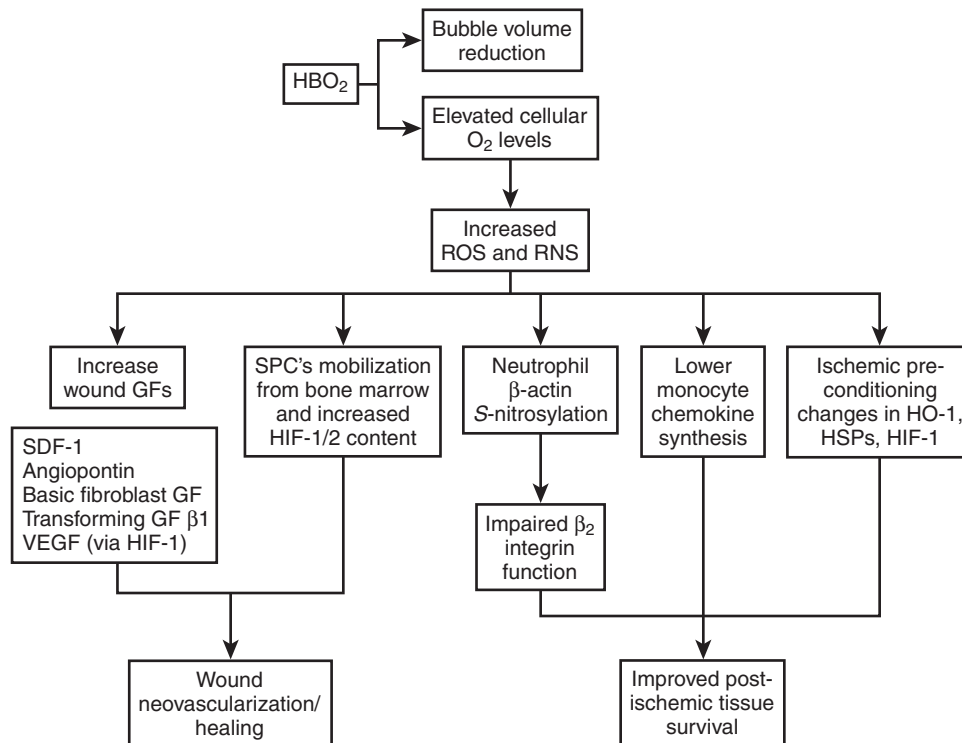 Bubble volume
reduction
HBO₂
Elevated cellular
O₂ levels
Increased
ROS and RNS
Increase
wound GFs
SPC's mobilization
from bone marrow
and increased
HIF-1/2 content
Neutrophil
β-actin
S-nitrosylation
Lower
monocyte
chemokine
synthesis
Ischemic pre-
conditioning
changes in HO-1,
HSPs, HIF-1
SDF-1
Angiopontin
Basic fibroblast GF
Transforming GF β1
VEGF (via HIF-1)
Impaired β₂
integrin
function
Wound
neovascularization/
healing
Improved post-
ischemic tissue
survival